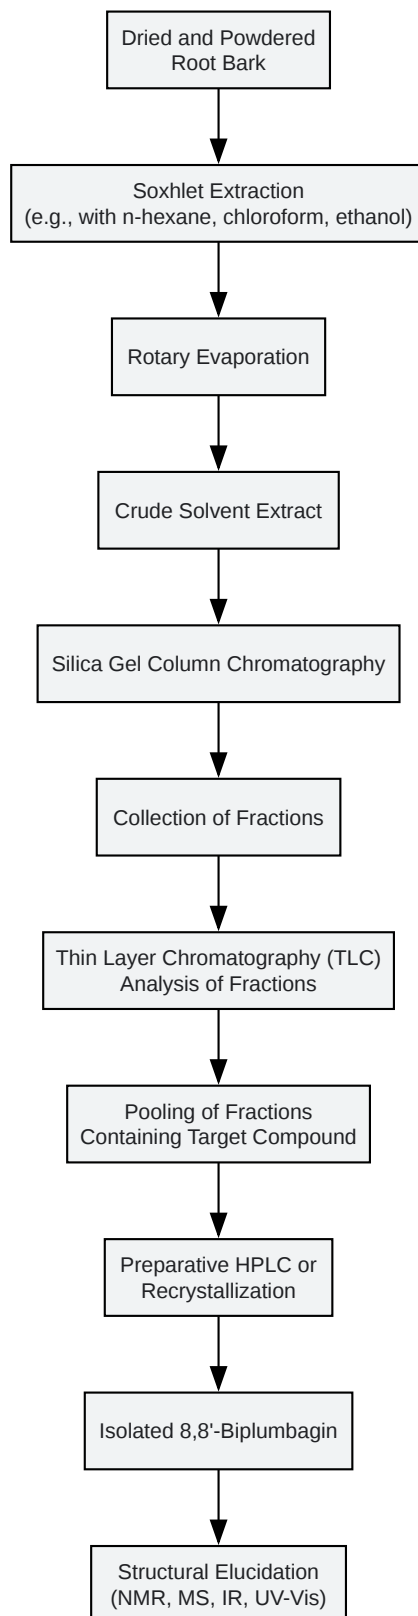 Dried and Powdered
Root Bark
Soxhlet Extraction
(e.g., with n-hexane, chloroform, ethanol)
Rotary Evaporation
Crude Solvent Extract
Silica Gel Column Chromatography
Collection of Fractions
Thin Layer Chromatography (TLC)
Analysis of Fractions
Pooling of Fractions
Containing Target Compound
Preparative HPLC or
Recrystallization
Isolated 8,8'-Biplumbagin
Structural Elucidation
(NMR, MS, IR, UV-Vis)